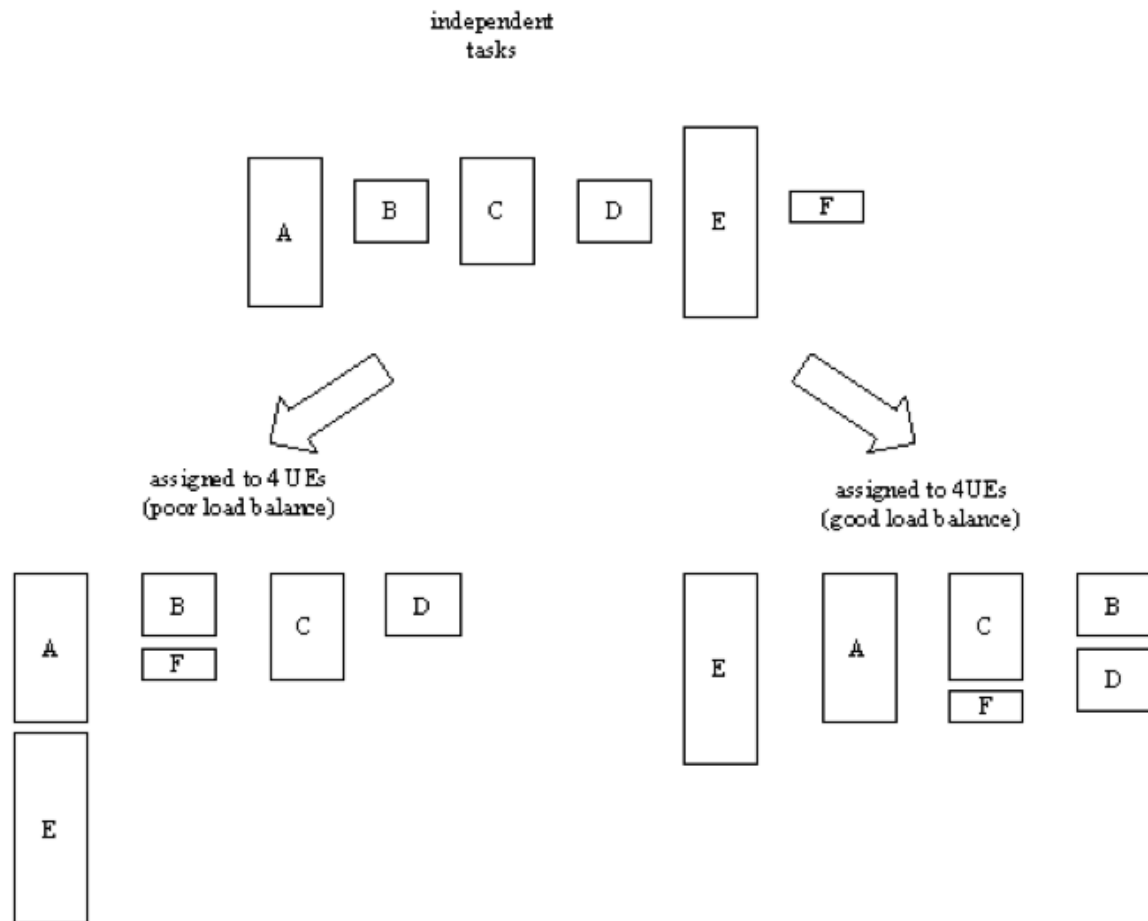 independent
tasks
A
B
C
D
E
F
assigned to 4 UEs
(poor load balance)
assigned to 4UEs
(good load balance)
A
B
F
C
D
E
E
A
C
F
B
D